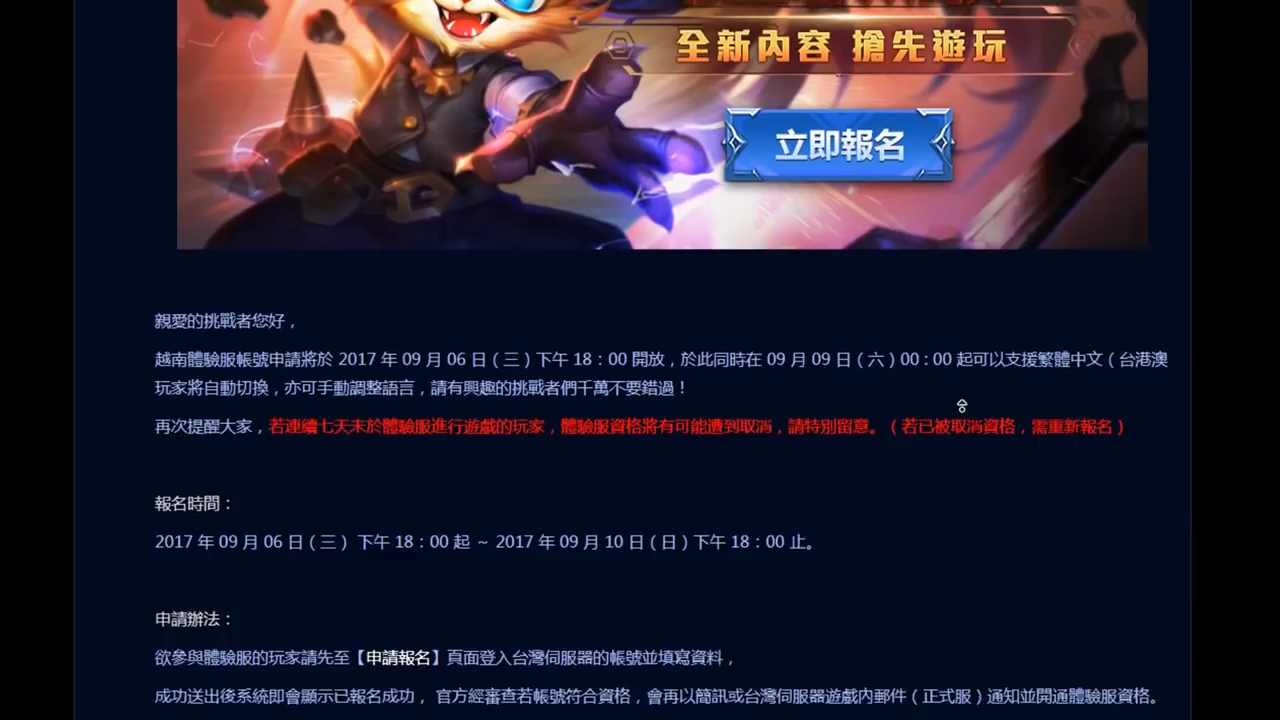 全新內容 搶先遊玩
立即報名
親愛的挑戰者您好，
越南體驗服帳號申請將於 2017 年 09 月 06 日（三）下午 18：00 開放，於此同時在 09 月 09 日（六）00：00 起可以支援繁體中文（台港澳
玩家將自動切換，亦可手動調整語言，請有興趣的挑戰者們千萬不要錯過！
再次提醒大家，若連續七天未於體驗服進行遊戲的玩家，體驗服資格將有可能遭到取消，請特別留意。（若已被取消資格，需重新報名）
報名時間：
2017 年 09 月 06 日（三） 下午 18：00 起 ~ 2017 年 09 月 10 日（日）下午 18：00 止。
申請辦法：
欲參與體驗服的玩家請先至【申請報名】頁面登入台灣伺服器的帳號並填寫資料，
成功送出後系統即會顯示已報名成功， 官方經審查若帳號符合資格，會再以簡訊或台灣伺服器遊戲內郵件（正式服）通知並開通體驗服資格。